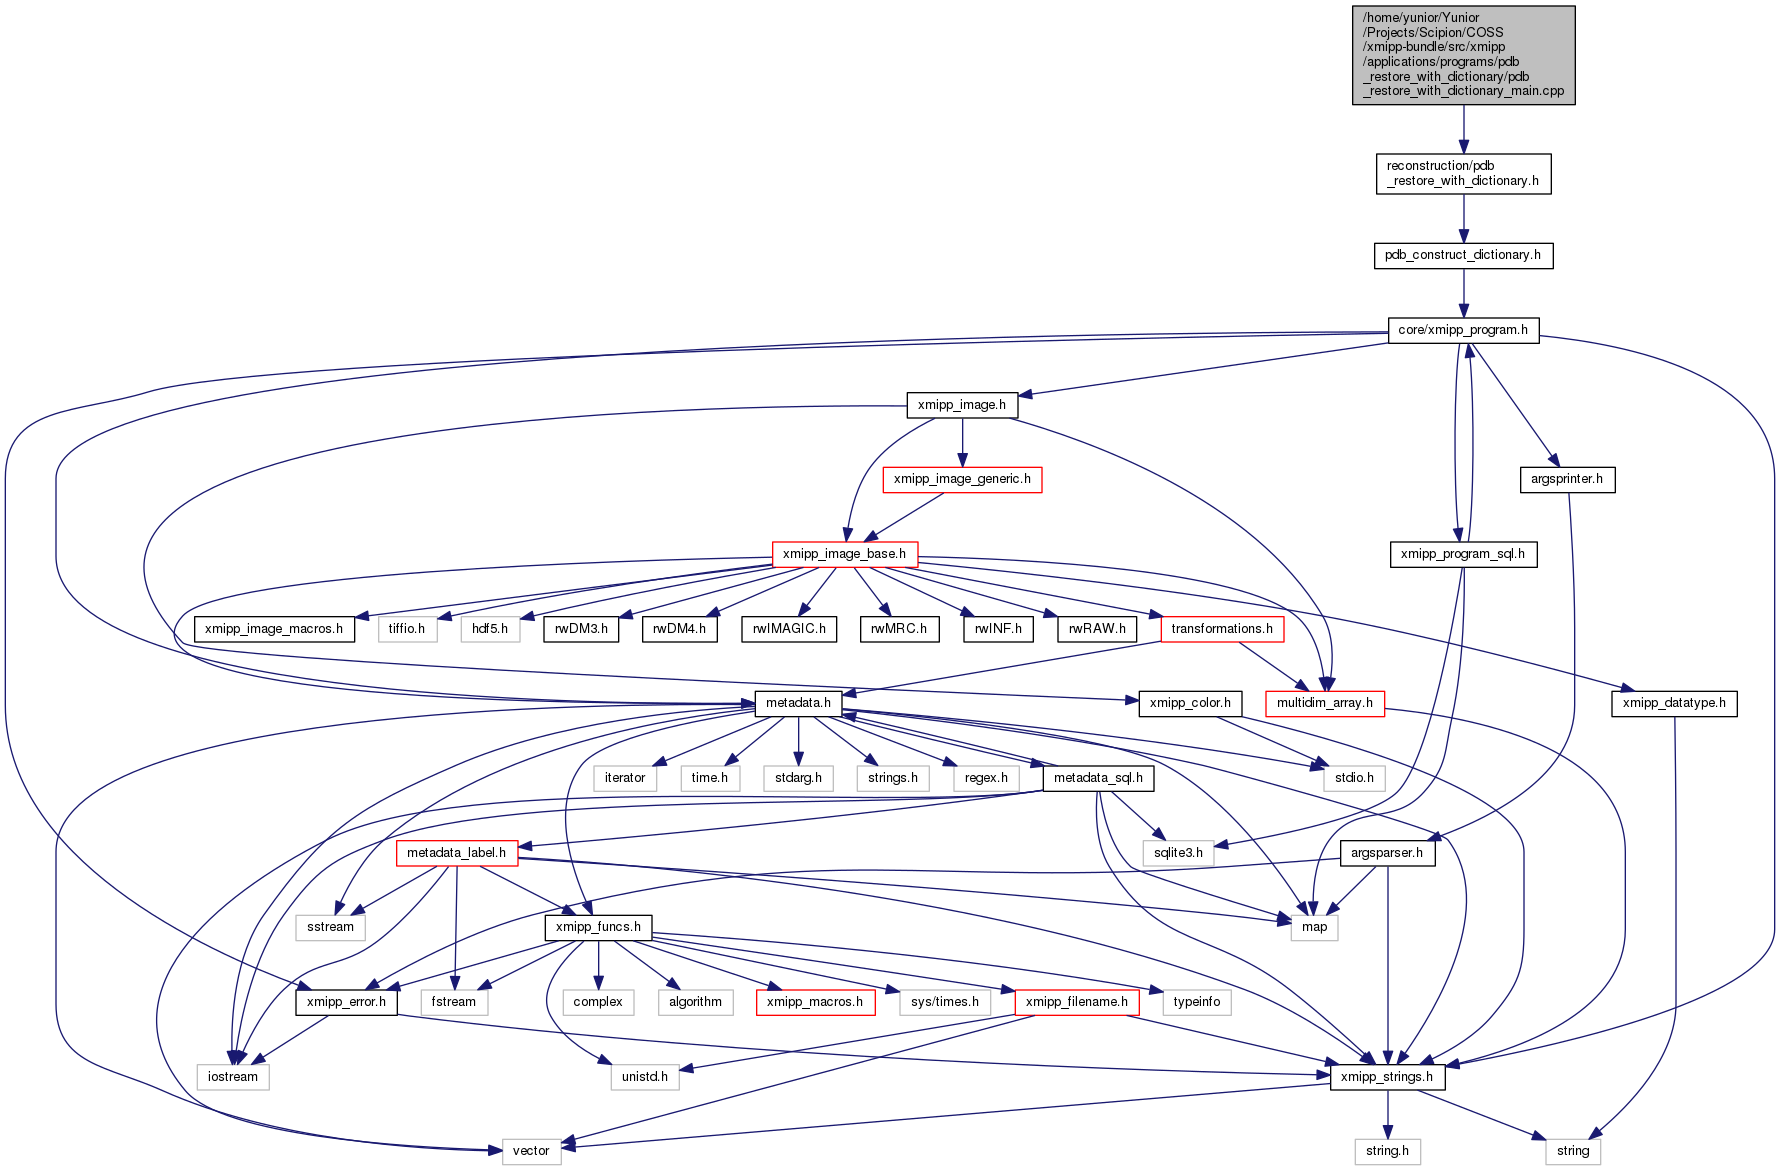 /home/yunior/Yunior
/Projects/Scipion/COSS
/xmipp-bundle/src/xmipp
/applications/programs/pdb
_restore_with_dictionary/pdb
_restore_with_dictionary_main.cpp
reconstruction/pdb
_restore_with_dictionary.h
pdb_construct_dictionary.h
core/xmipp_program.h
xmipp_image.h
xmipp_image_generic.h
argsprinter.h
xmipp_image_base.h
xmipp_program_sql.h
xmipp_image_macros.h
tiffio.h
hdf5.h
rwDM3.h
rwDM4.h
rwIMAGIC.h
rwMRC.h
rwINF.h
rwRAW.h
transformations.h
metadata.h
xmipp_color.h
multidim_array.h
xmipp_datatype.h
iterator
time.h
stdarg.h
strings.h
regex.h
metadata_sql.h
stdio.h
metadata_label.h
sqlite3.h
argsparser.h
sstream
xmipp_funcs.h
map
xmipp_error.h
fstream
complex
algorithm
xmipp_macros.h
sys/times.h
xmipp_filename.h
typeinfo
iostream
unistd.h
xmipp_strings.h
vector
string.h
string